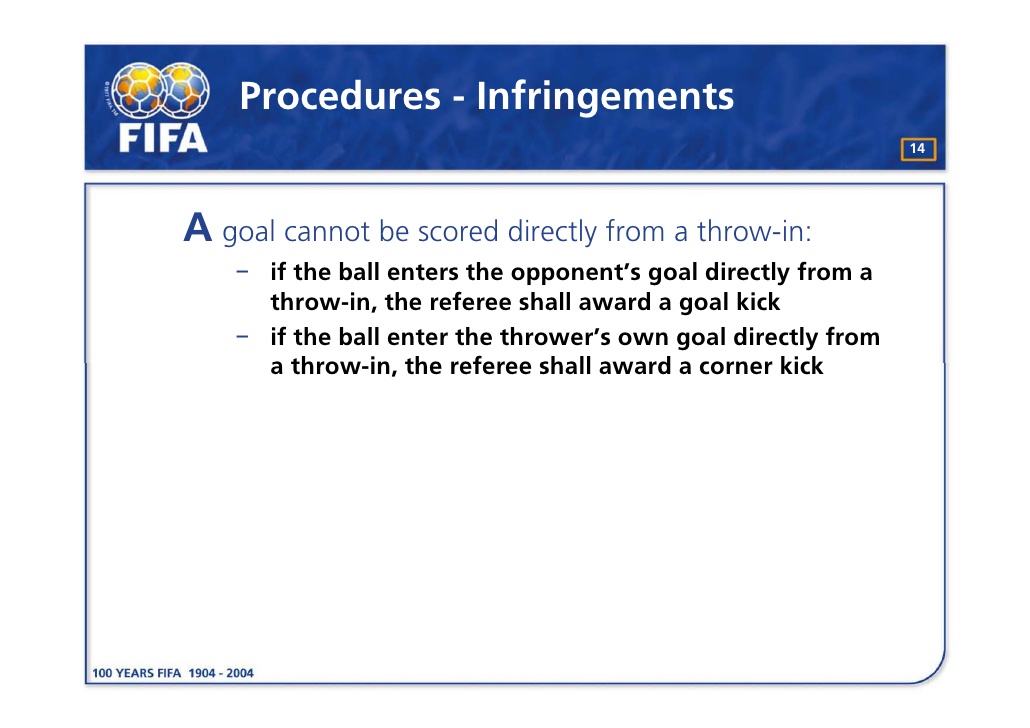 Procedures - Infringements
FIFA
14
A goal cannot be scored directly from a throw-in:
– if the ball enters the opponent’s goal directly from a
throw-in, the referee shall award a goal kick
– if the ball enter the thrower’s own goal directly from
a throw-in, the referee shall award a corner kick
100 YEARS FIFA 1904 - 2004